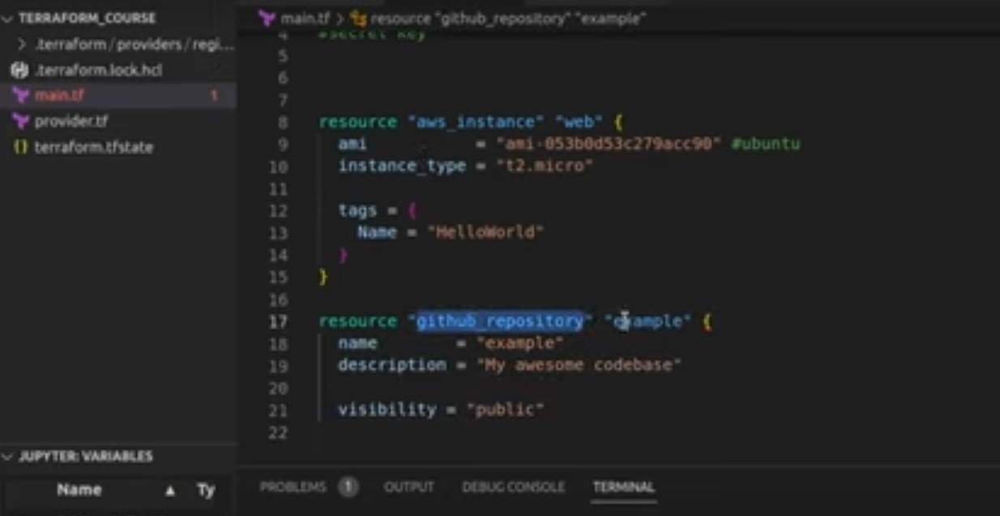 TERRAFORM_COURSE
.terraform / providers / regi...
.terraform.lock.hcl
main.tf 1
provider.tf
{} terraform.tfstate
JUPYTER: VARIABLES
Name ▲ Ty
main.tf > resource "github_repository" "example"
4 #secret key
5
6
7
8 resource "aws_instance" "web" {
9 ami = "ami-053b0d53c279acc90" #ubuntu
10 instance_type = "t2.micro"
11
12 tags = {
13 Name = "HelloWorld"
14 }
15 }
16
17 resource "github_repository" "example" {
18 name = "example"
19 description = "My awesome codebase"
20
21 visibility = "public"
22
PROBLEMS 1 OUTPUT DEBUG CONSOLE TERMINAL